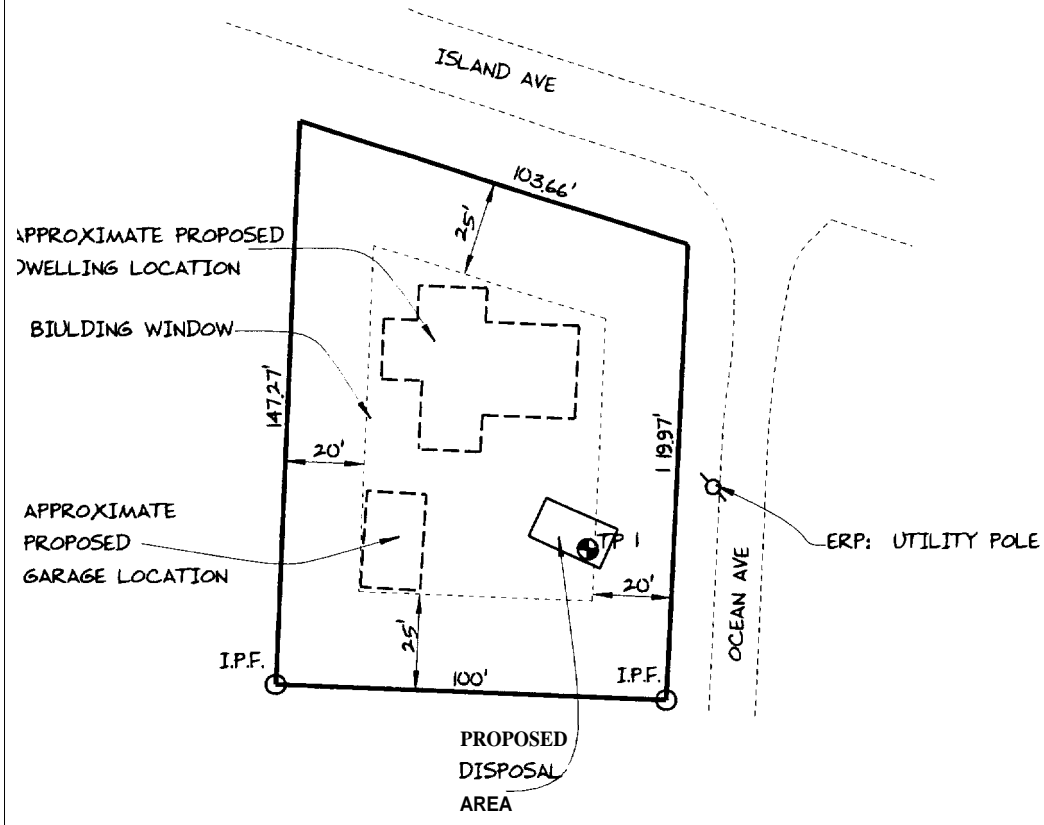 ISLAND AVE
103.66'
25'
APPROXIMATE PROPOSED
DWELLING LOCATION
BIULDING WINDOW
147.27'
119.97'
20'
APPROXIMATE
PROPOSED
GARAGE LOCATION
TP 1
ERP: UTILITY POLE
20'
OCEAN AVE
25'
I.P.F.
100'
I.P.F.
PROPOSED
DISPOSAL
AREA